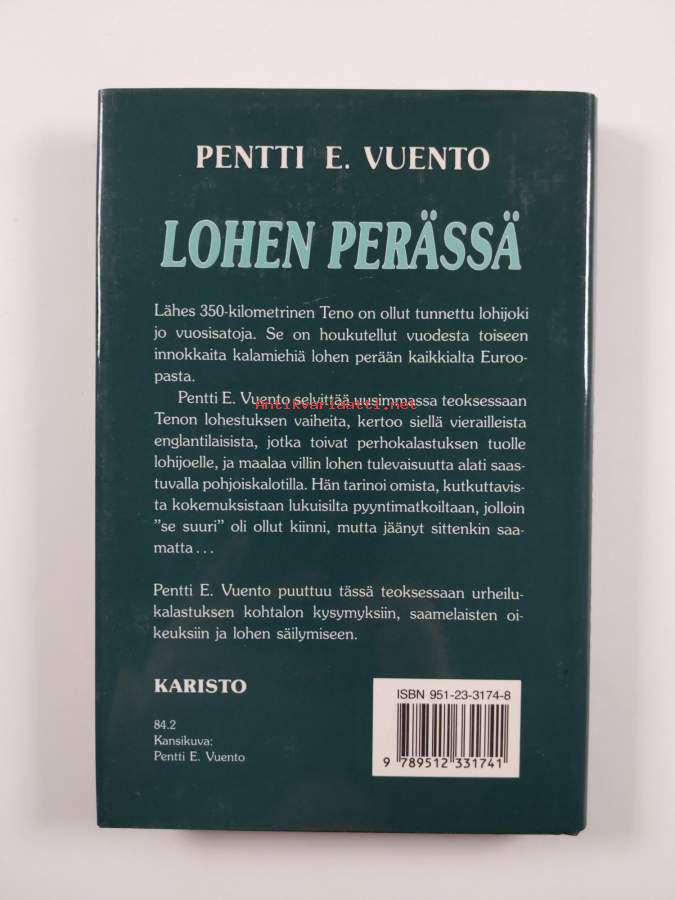 PENTTI E. VUENTO
LOHEN PERÄSSÄ
Lähes 350-kilometrinen Teno on ollut tunnettu lohijoki
jo vuosisatoja. Se on houkutellut vuodesta toiseen
innokkaita kalamiehiä lohen perään kaikkialta Euroo-
pasta.
Pentti E. Vuento selvittää uusimmassa teoksessaan
Antikvariaatti.net
Tenon lohestuksen vaiheita, kertoo siellä vierailleista
englantilaisista, jotka toivat perhokalastuksen tuolle
lohijoelle, ja maalaa villin lohen tulevaisuutta alati saas-
tuvalla pohjoiskalotilla. Hän tarinoi omista, kutkuttavis-
ta kokemuksistaan lukuisilta pyyntimatkoiltaan, jolloin
"se suuri" oli ollut kiinni, mutta jäänyt sittenkin saa-
matta...
Pentti E. Vuento puuttuu tässä teoksessaan urheilu-
kalastuksen kohtalon kysymyksiin, saamelaisten oi-
keuksiin ja lohen säilymiseen.
KARISTO
84.2
Kansikuva:
Pentti E. Vuento
ISBN 951-23-3174-8
9 789512 331741